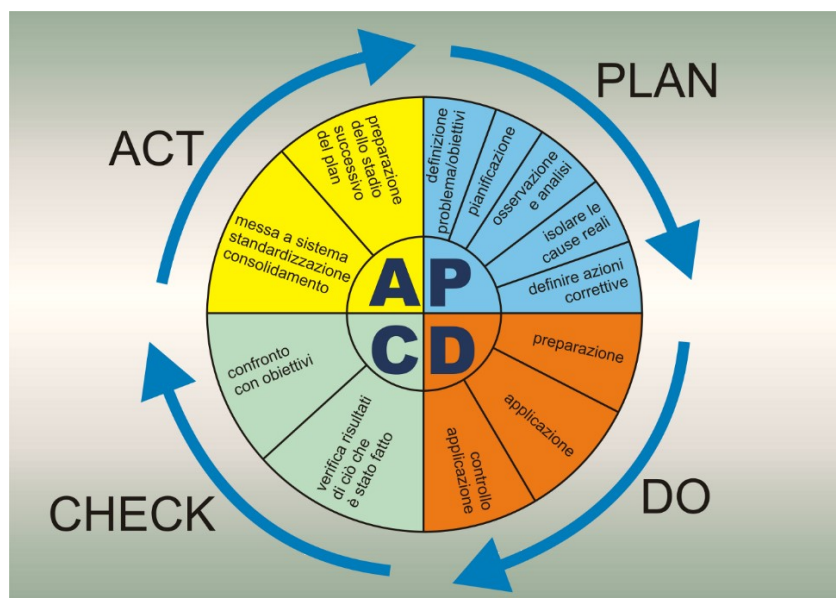 PLAN
DO
CHECK
ACT
A P
C D
definizione
problema/obiettivi
pianificazione
osservazione
e analisi
isolare le
cause reali
definire azioni
correttive
preparazione
applicazione
controllo
applicazione
verifica risultati
di ciò che
è stato fatto
confronto
con obiettivi
messa a sistema
standardizzazione
consolidamento
preparazione
dello stadio
successivo
del plan